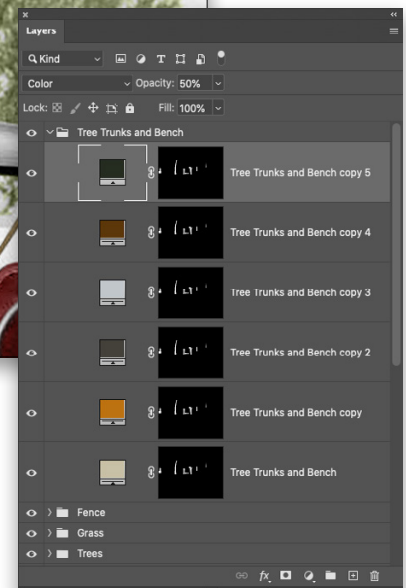 Layers
Kind
Color Opacity: 50%
Lock: Fill: 100%
Tree Trunks and Bench
Tree Trunks and Bench copy 5
Tree Trunks and Bench copy 4
Tree Trunks and Bench copy 3
Tree Trunks and Bench copy 2
Tree Trunks and Bench copy
Tree Trunks and Bench
Fence
Grass
Trees
fx